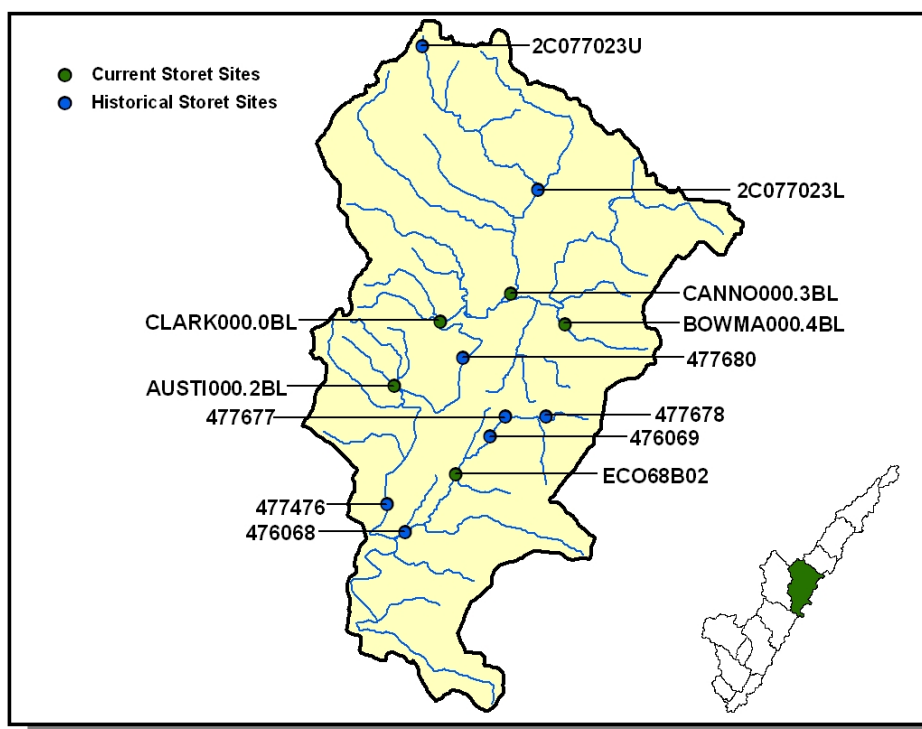 2C077023U
Current Storet Sites
Historical Storet Sites
2C077023L
CANNO000.3BL
CLARK000.0BL
BOWMA000.4BL
477680
AUSTI000.2BL
477677
477678
476069
ECO68B02
477476
476068